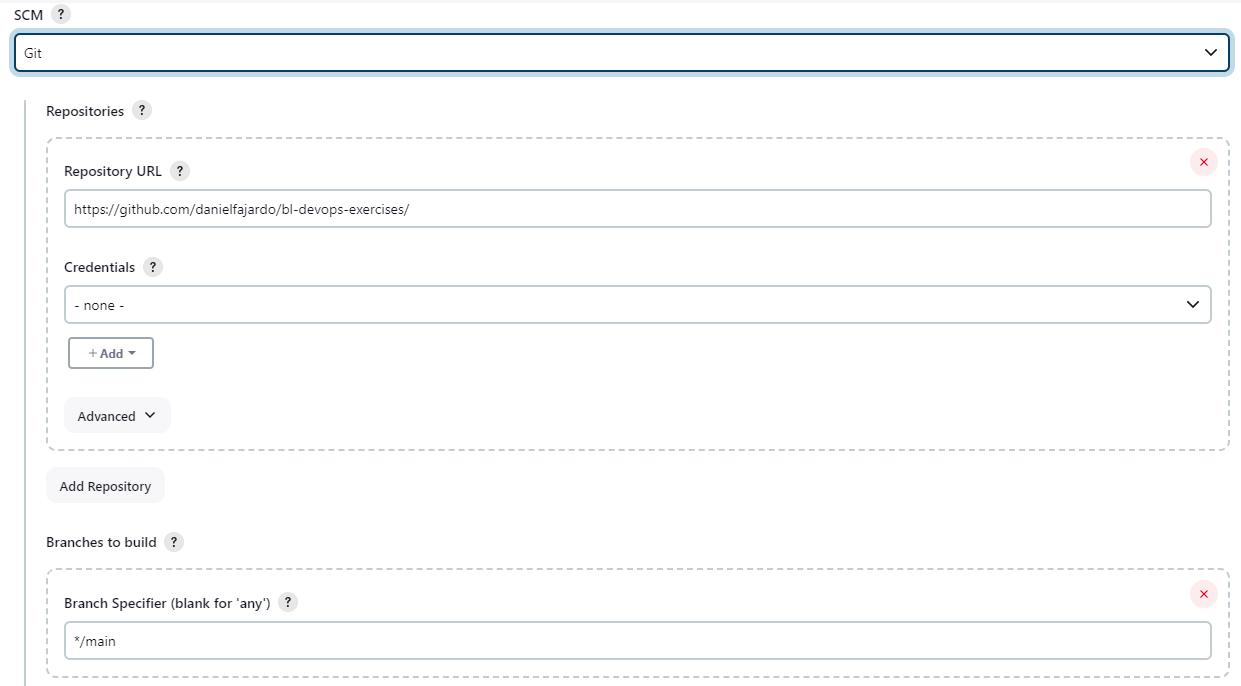 SCM ?
Git
Repositories ?
Repository URL ?
https://github.com/danielfajardo/bl-devops-exercises/
Credentials ?
- none -
+ Add
Advanced
Add Repository
Branches to build ?
Branch Specifier (blank for 'any') ?
*/main